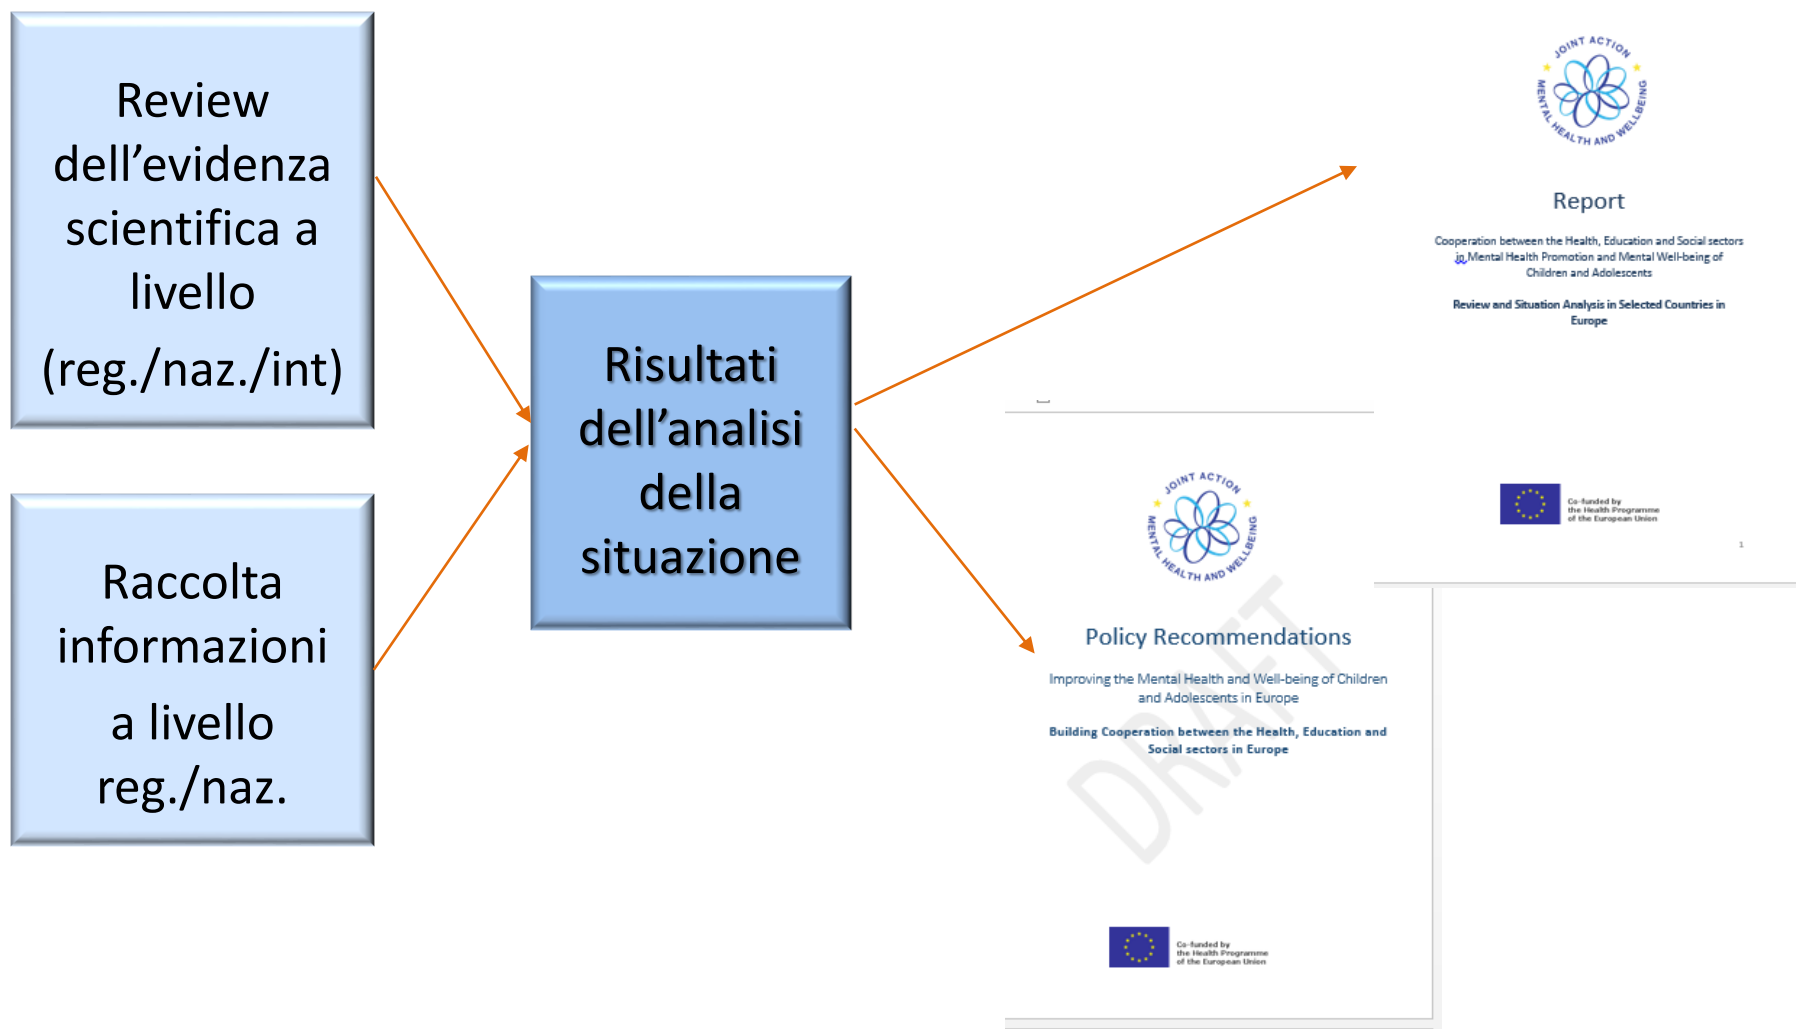 Review
dell’evidenza
scientifica a
livello
(reg./naz./int)
Raccolta
informazioni
a livello
reg./naz.
Risultati
dell’analisi
della
situazione
JOINT ACTION
MENTAL HEALTH AND WELLBEING
Report
Cooperation between the Health, Education and Social sectors
in Mental Health Promotion and Mental Well-being of
Children and Adolescents
Review and Situation Analysis in Selected Countries in
Europe
Co-funded by
the Health Programme
of the European Union
1
JOINT ACTION
MENTAL HEALTH AND WELLBEING
Policy Recommendations
Improving the Mental Health and Well-being of Children
and Adolescents in Europe
Building Cooperation between the Health, Education and
Social sectors in Europe
DRAFT
Co-funded by
the Health Programme
of the European Union